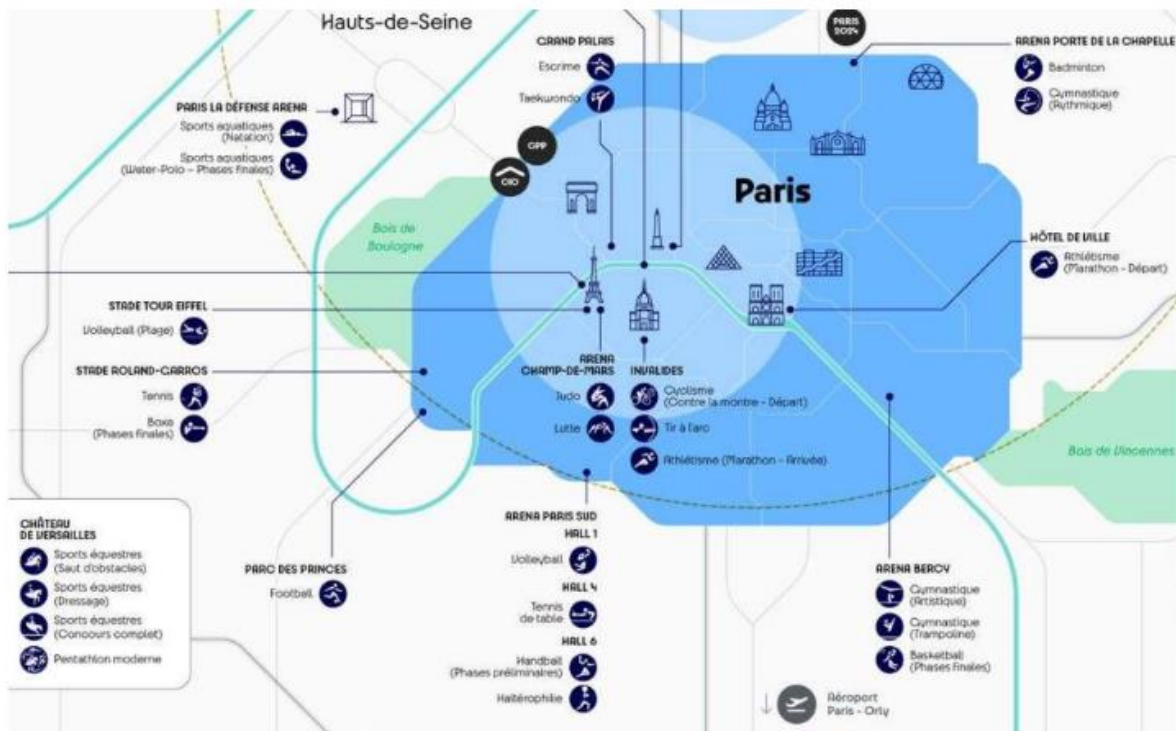 Hauts-de-Seine
PARIS
2024
GRAND PALAIS
Escrime
Taekwondo
ARENA PORTE DE LA CHAPELLE
Badminton
Gymnastique
(Rythmique)
PARIS LA DÉFENSE ARENA
Sports aquatiques
(Natation)
Sports aquatiques
(Water-Polo – Phases finales)
GPP
CIO
Paris
Bois de
Boulogne
HÔTEL DE VILLE
Athlétisme
(Marathon - Départ)
STADE TOUR EIFFEL
Volleyball (Plage)
STADE ROLAND-GARROS
Tennis
Boxe
(Phases finales)
ARENA
CHAMP-DE-MARS
Judo
Lutte
INVALIDES
Cyclisme
(Contre la montre - Départ)
Tir à l'arc
Athlétisme (Marathon - Arrivée)
Bois de Vincennes
CHÂTEAU
DE VERSAILLES
Sports équestres
(Saut d'obstacles)
Sports équestres
(Dressage)
Sports équestres
(Concours complet)
Pentathlon moderne
PARC DES PRINCES
Football
ARENA PARIS SUD
HALL 1
Volleyball
HALL 4
Tennis
de table
HALL 6
Handball
(Phases préliminaires)
Haltérophilie
ARENA BERCY
Gymnastique
(Artistique)
Gymnastique
(Trampoline)
Basketball
(Phases finales)
Aéroport
Paris - Orly